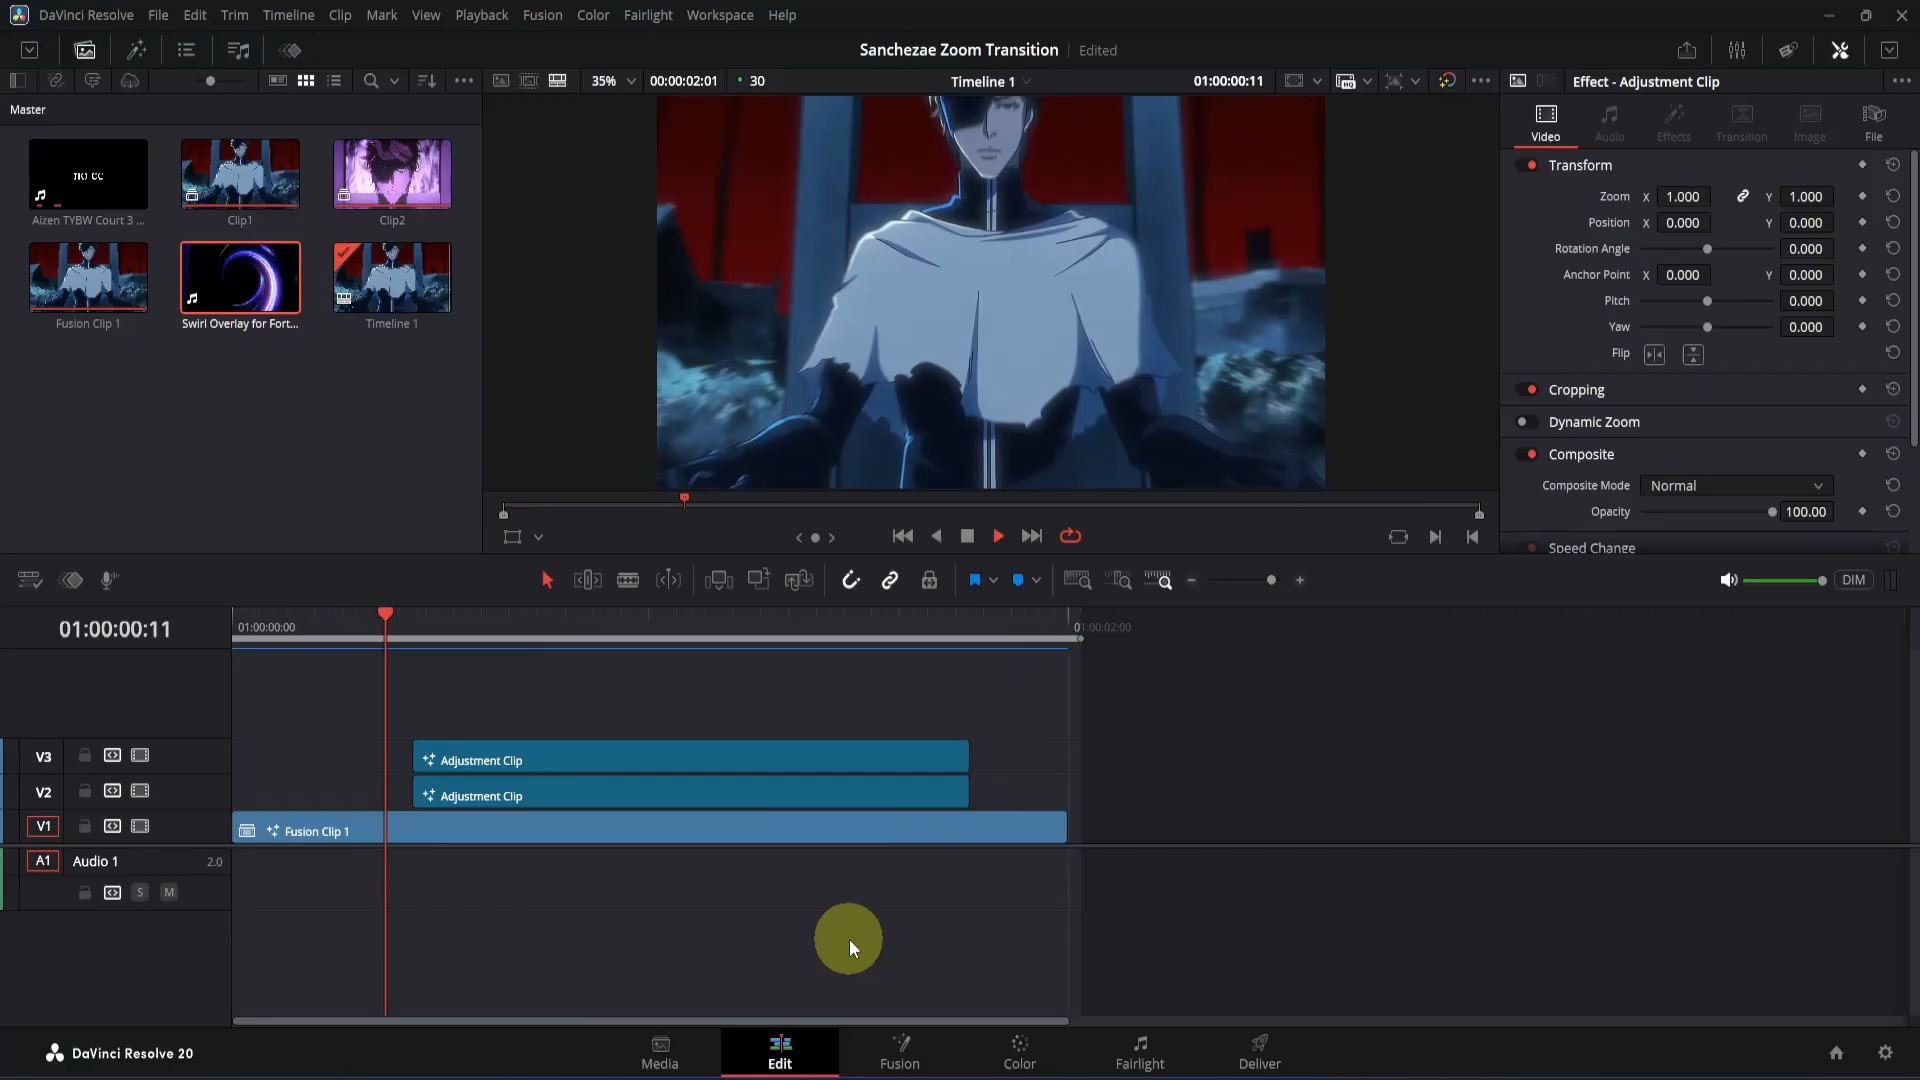 DaVinci Resolve File Edit Trim Timeline Clip Mark View Playback Fusion Color Fairlight Workspace Help
Sanchezae Zoom Transition Edited
35% 00:00:02:01 30 Timeline 1 01:00:00:11 Effect - Adjustment Clip
Master
Video Audio Effects Transition Image File
no cc
Aizen TYBW Court 3 ... Clip1 Clip2
Fusion Clip 1 Swirl Overlay for Fort... Timeline 1
Transform
Zoom X 1.000 Y 1.000
Position X 0.000 Y 0.000
Rotation Angle 0.000
Anchor Point X 0.000 Y 0.000
Pitch 0.000
Yaw 0.000
Flip
Cropping
Dynamic Zoom
Composite
Composite Mode Normal
Opacity 100.00
Speed Change
DIM
01:00:00:11 01:00:00:00 01:00:02:00
V3 Adjustment Clip
V2 Adjustment Clip
V1 Fusion Clip 1
A1 Audio 1 2.0
S M
DaVinci Resolve 20
Media Edit Fusion Color Fairlight Deliver